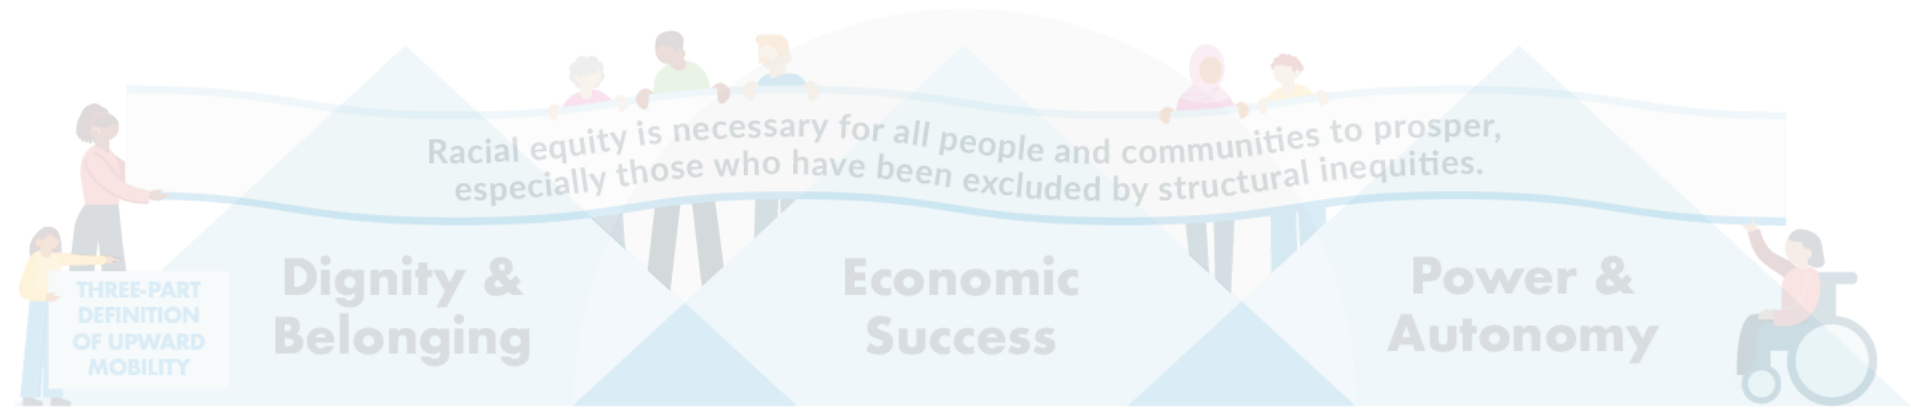 Racial equity is necessary for all people and communities to prosper,
especially those who have been excluded by structural inequities.
THREE-PART
DEFINITION
OF UPWARD
MOBILITY
Dignity &
Belonging
Economic
Success
Power &
Autonomy